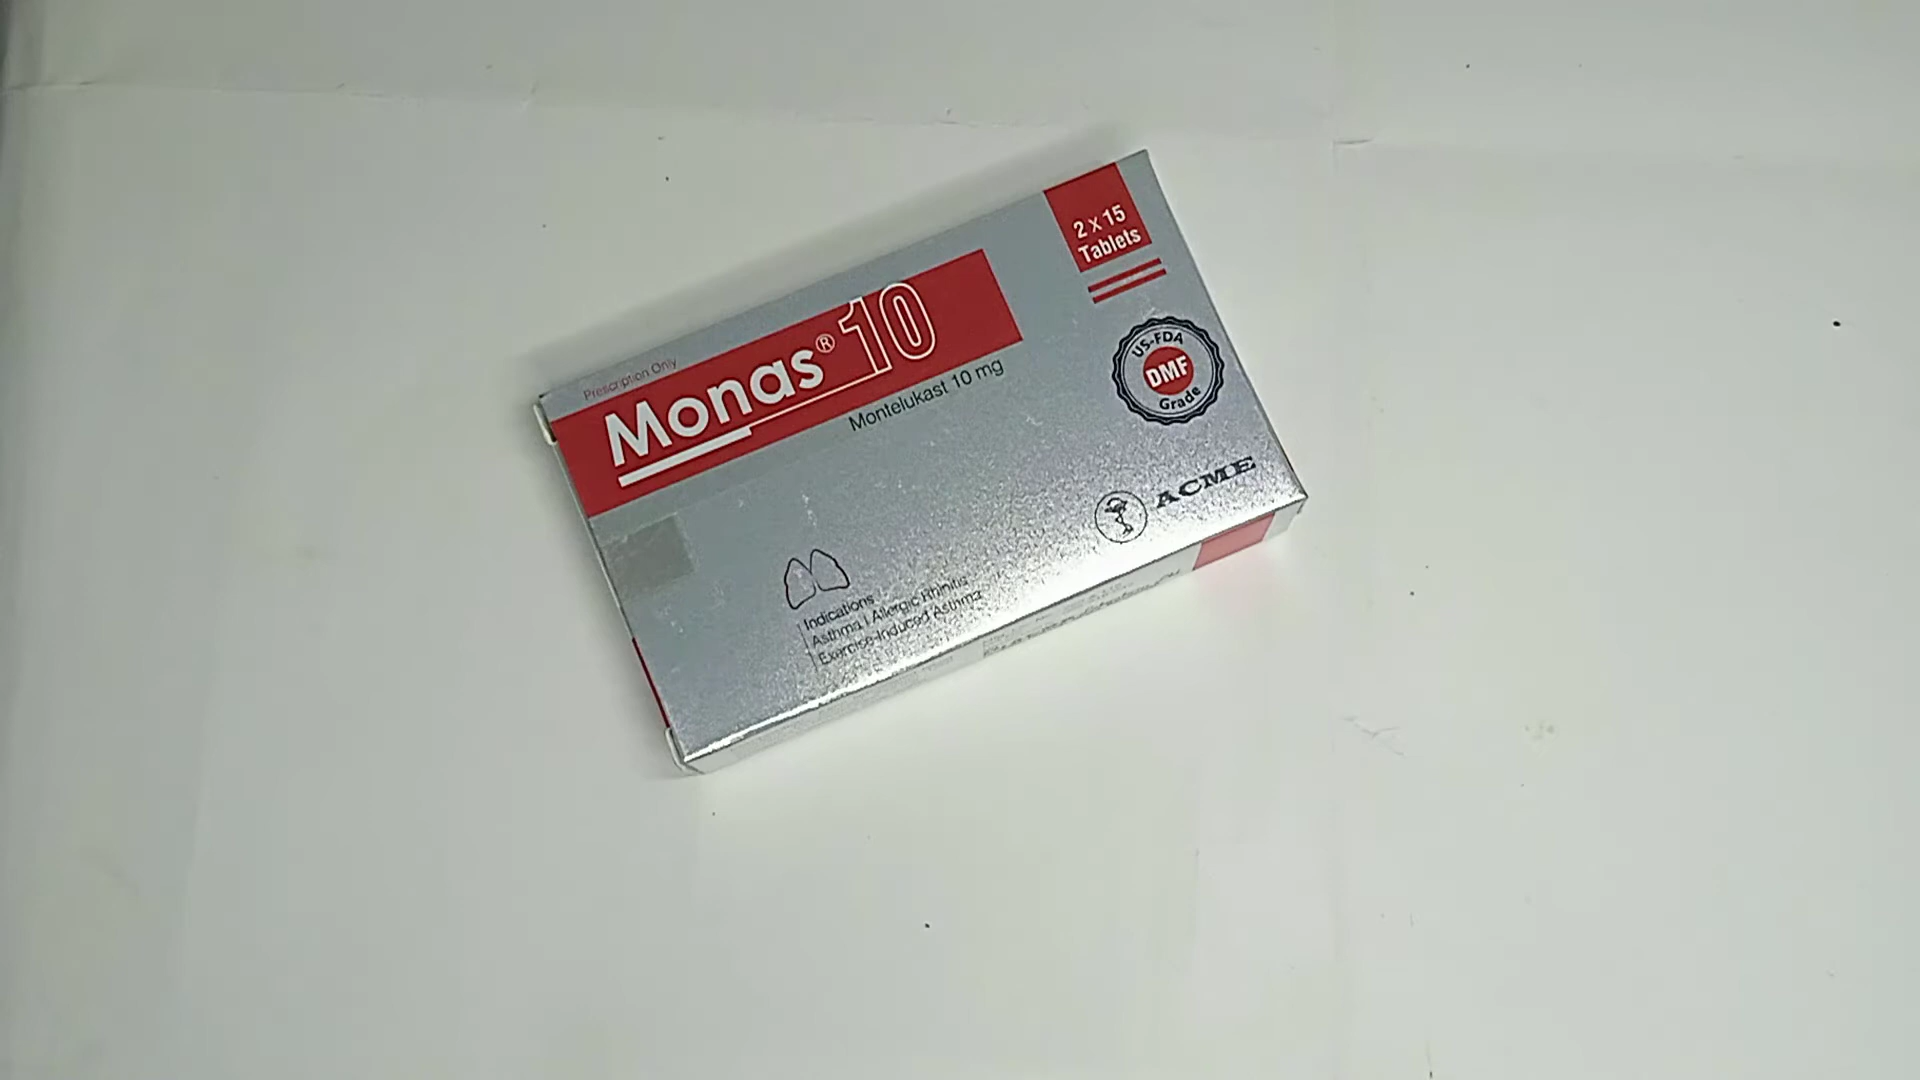 Prescription Only
Monas® 10
Montelukast 10 mg
2 x 15
Tablets
US-FDA
DMF
Grade
ACME
Indications
Asthma | Allergic Rhinitis
Exercise-Induced Asthma